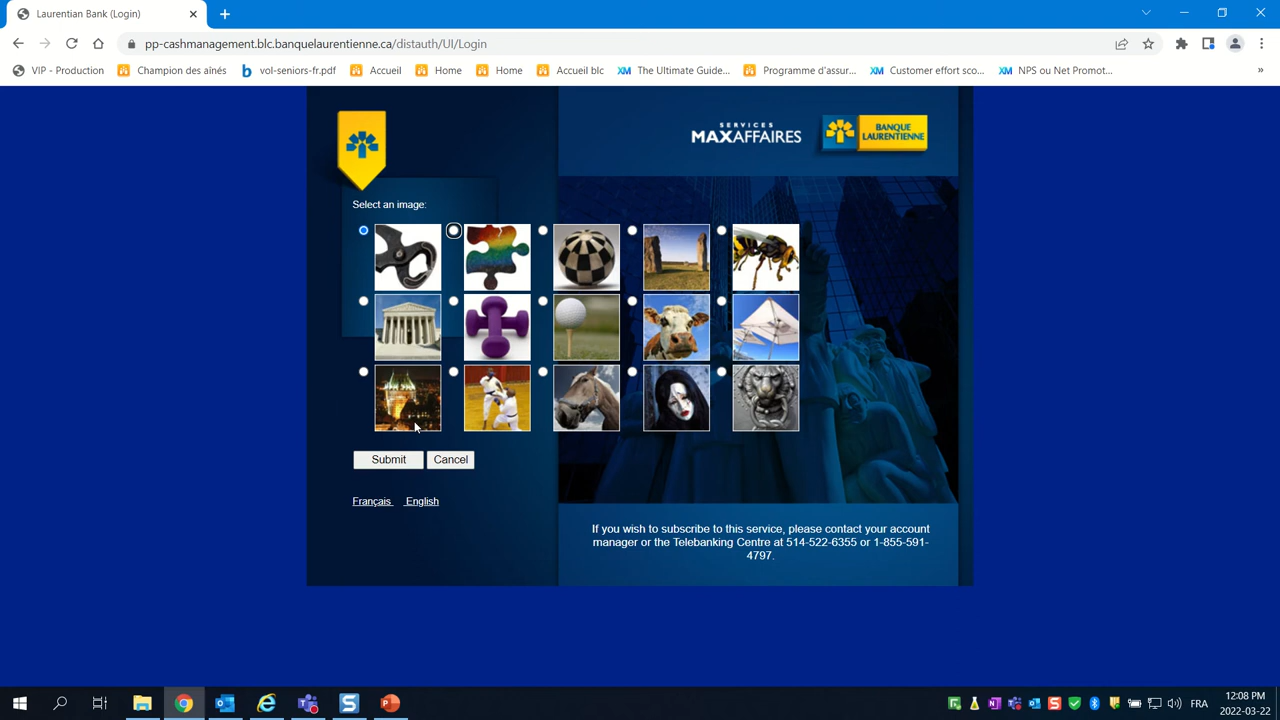 Laurentian Bank (Login)
pp-cashmanagement.blc.banquelaurentienne.ca/distauth/UI/Login
VIP - Production Champion des aînés vol-seniors-fr.pdf Accueil Home Home Accueil blc The Ultimate Guide... Programme d'assur... Customer effort sco... NPS ou Net Promot... »
SERVICES
MAXAFFAIRES
BANQUE
LAURENTIENNE
Select an image:
Submit Cancel
Français English
If you wish to subscribe to this service, please contact your account
manager or the Telebanking Centre at 514-522-6355 or 1-855-591-
4797.
12:08 PM
FRA
2022-03-22